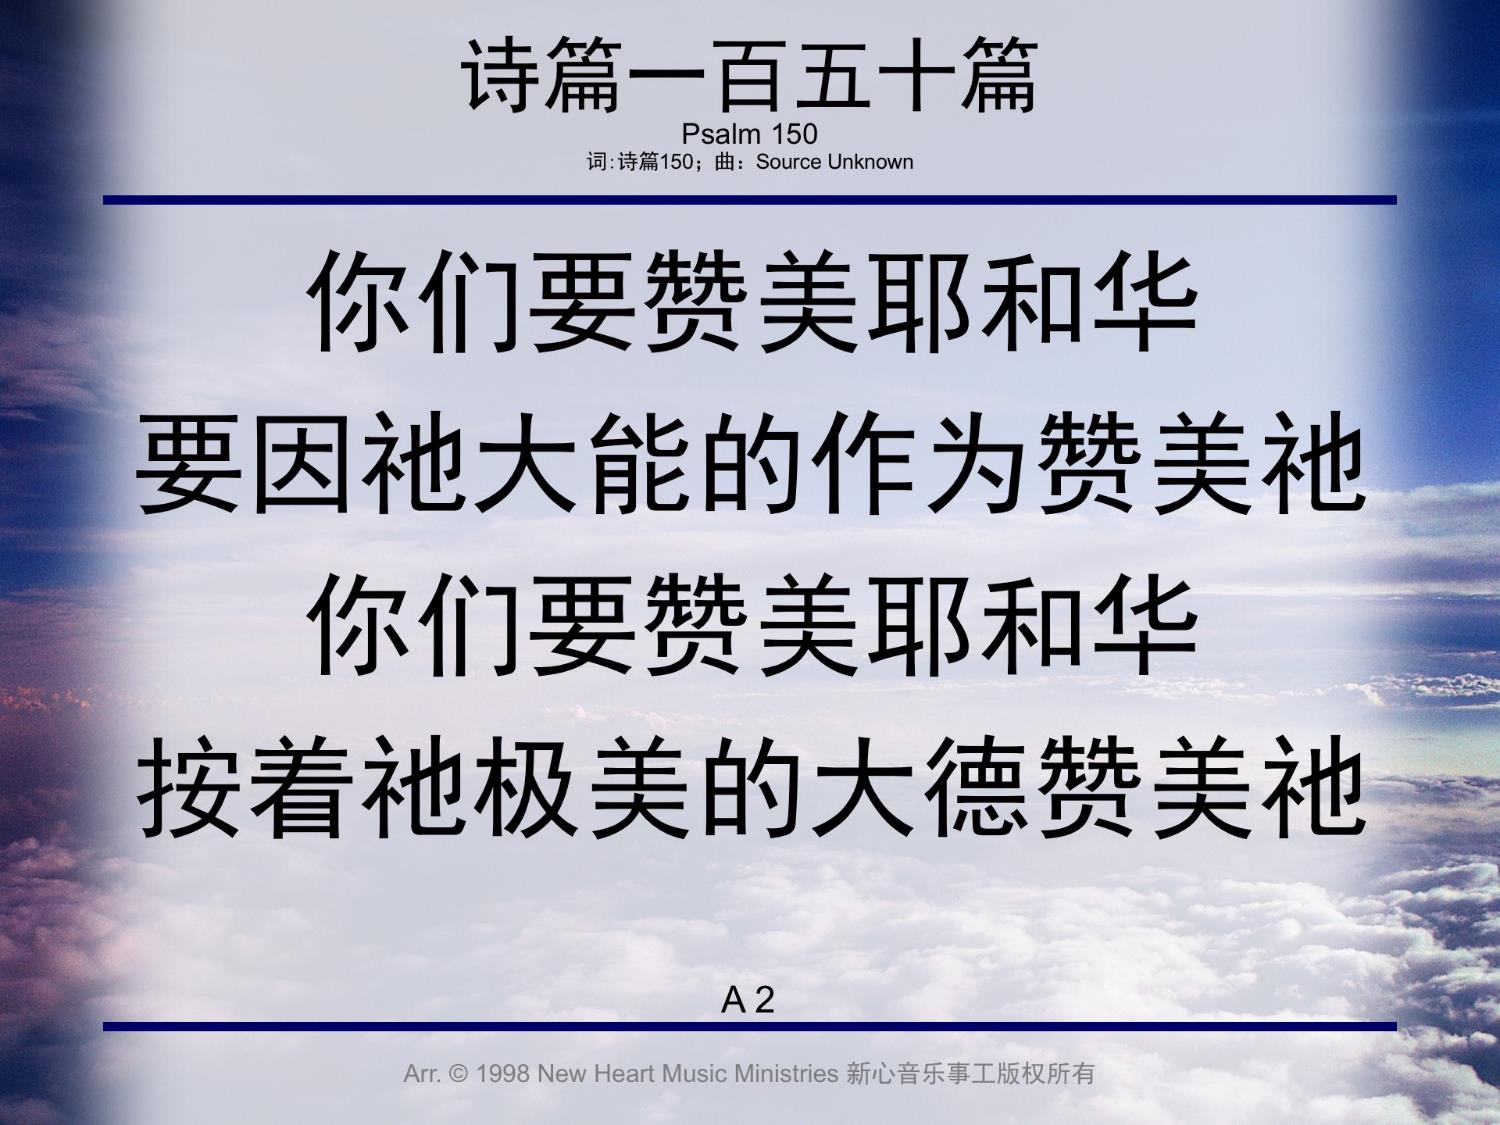 诗篇一百五十篇
Psalm 150
词:诗篇150；曲：Source Unknown
你们要赞美耶和华
要因祂大能的作为赞美祂
你们要赞美耶和华
按着祂极美的大德赞美祂
A 2
Arr. © 1998 New Heart Music Ministries 新心音乐事工版权所有